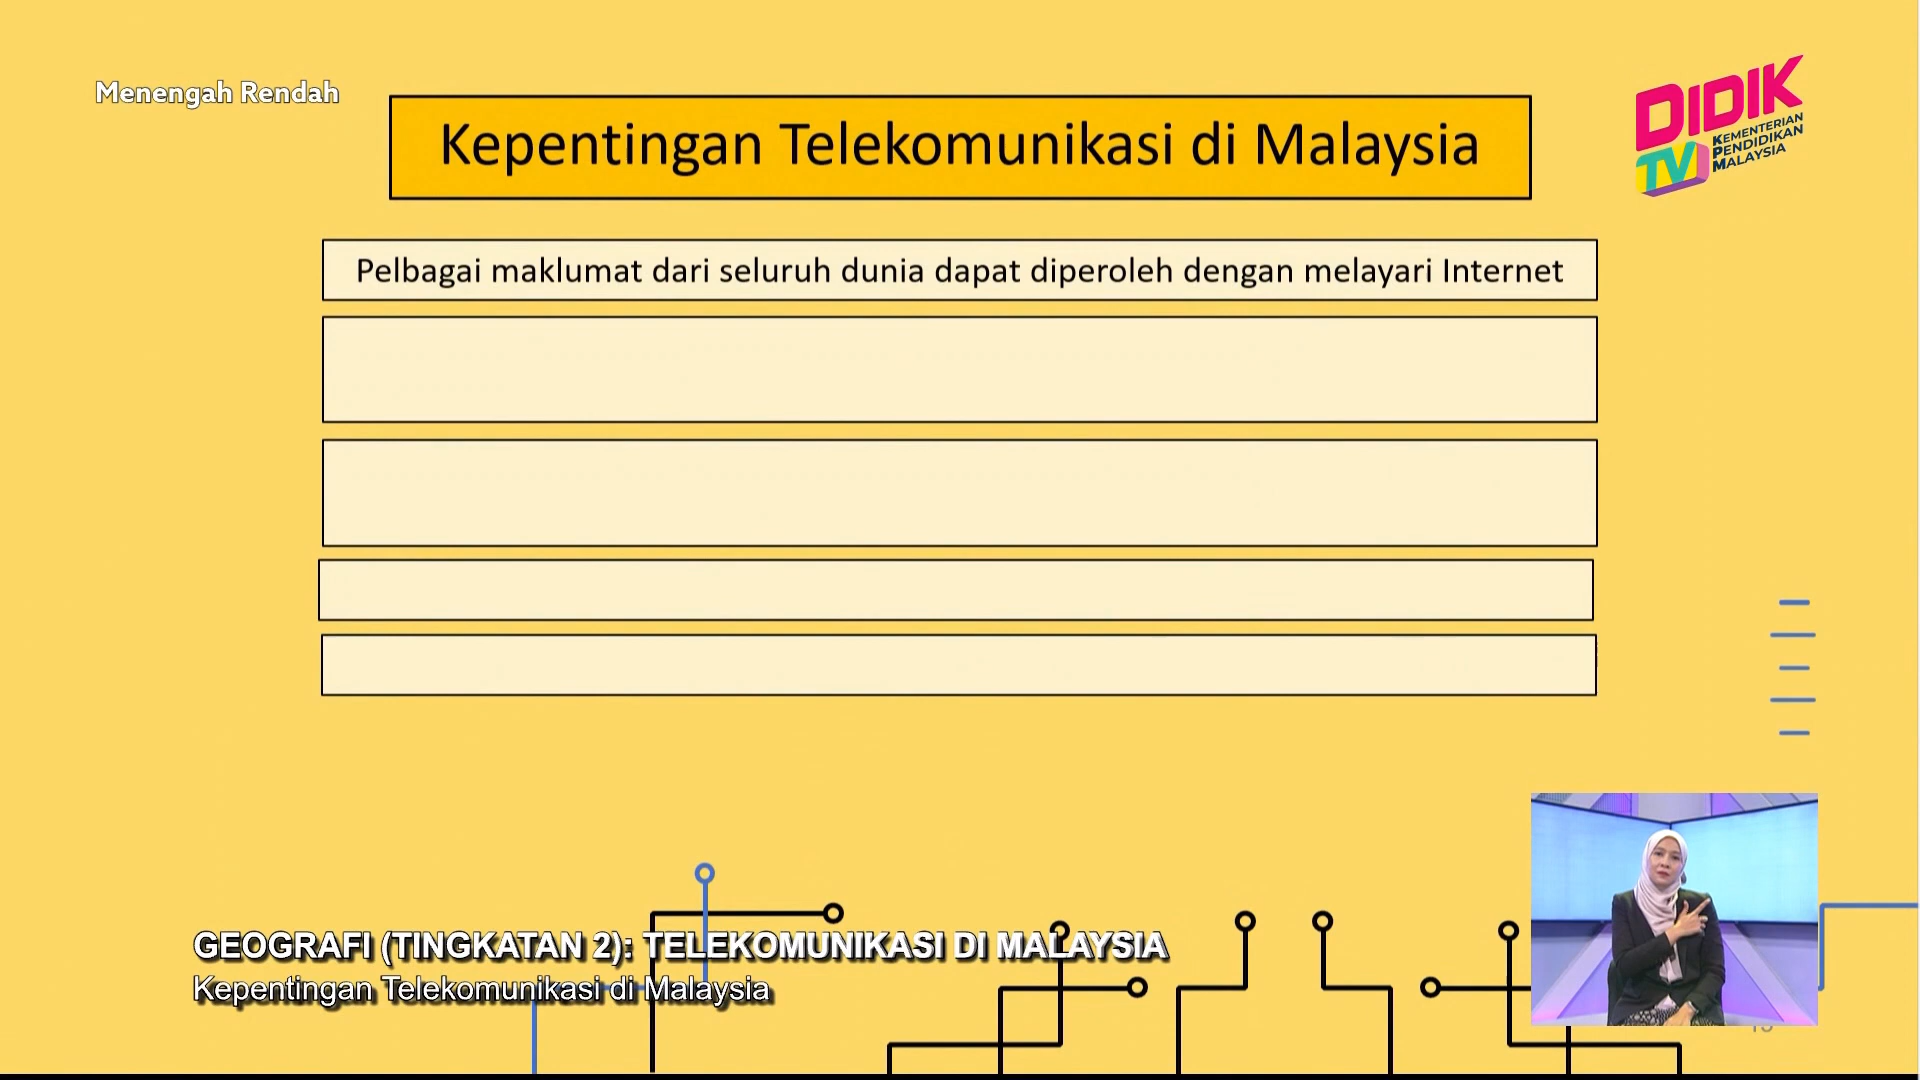 Menengah Rendah
Kepentingan Telekomunikasi di Malaysia
DIDIK
TV
KEMENTERIAN
PENDIDIKAN
MALAYSIA
Pelbagai maklumat dari seluruh dunia dapat diperoleh dengan melayari Internet
GEOGRAFI (TINGKATAN 2): TELEKOMUNIKASI DI MALAYSIA
Kepentingan Telekomunikasi di Malaysia